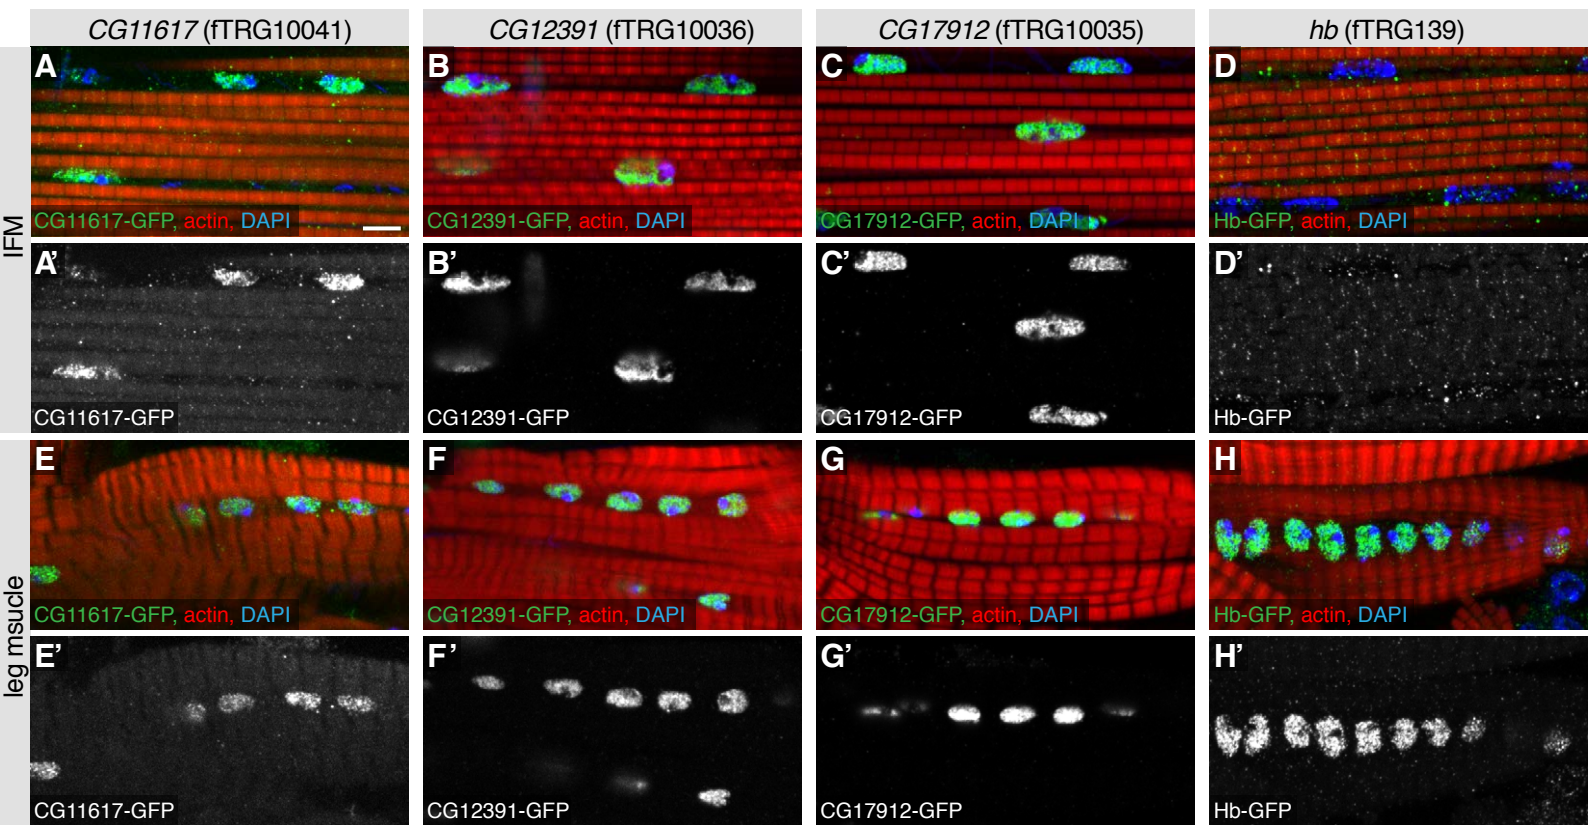 CG11617 (fTRG10041) CG12391 (fTRG10036) CG17912 (fTRG10035) hb (fTRG139)
IFM
A B C D
CG11617-GFP, actin, DAPI CG12391-GFP, actin, DAPI CG17912-GFP, actin, DAPI Hb-GFP, actin, DAPI
A’ B’ C’ D’
CG11617-GFP CG12391-GFP CG17912-GFP Hb-GFP
leg msucle
E F G H
CG11617-GFP, actin, DAPI CG12391-GFP, actin, DAPI CG17912-GFP, actin, DAPI Hb-GFP, actin, DAPI
E’ F’ G’ H’
CG11617-GFP CG12391-GFP CG17912-GFP Hb-GFP